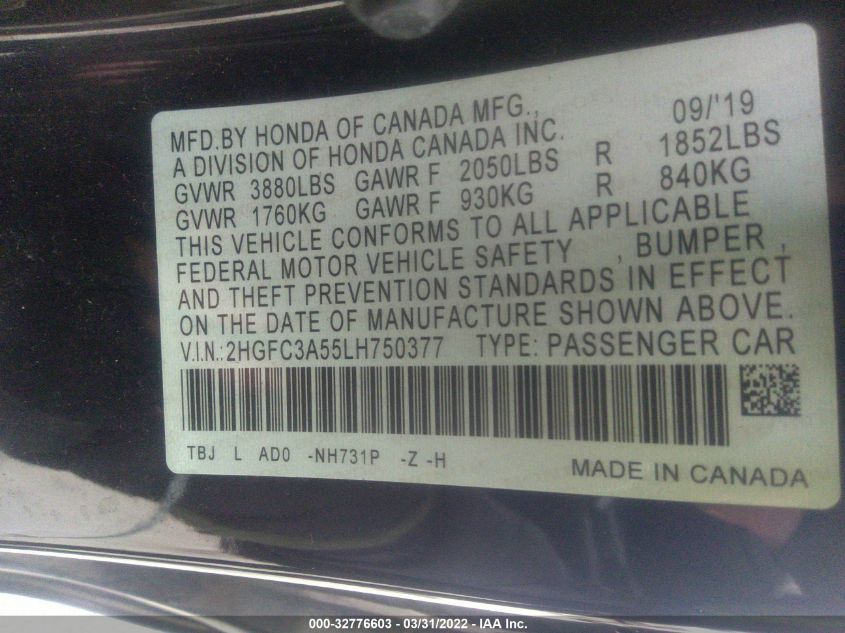 MFD.BY HONDA OF CANADA MFG., 09/'19
A DIVISION OF HONDA CANADA INC.
GVWR 3880LBS GAWR F 2050LBS R 1852LBS
GVWR 1760KG GAWR F 930KG R 840KG
THIS VEHICLE CONFORMS TO ALL APPLICABLE
FEDERAL MOTOR VEHICLE SAFETY , BUMPER ,
AND THEFT PREVENTION STANDARDS IN EFFECT
ON THE DATE OF MANUFACTURE SHOWN ABOVE.
V.I.N.:2HGFC3A55LH750377 TYPE: PASSENGER CAR
TBJ L AD0 -NH731P -Z -H
MADE IN CANADA
000-32776603 - 03/31/2022 - IAA Inc.